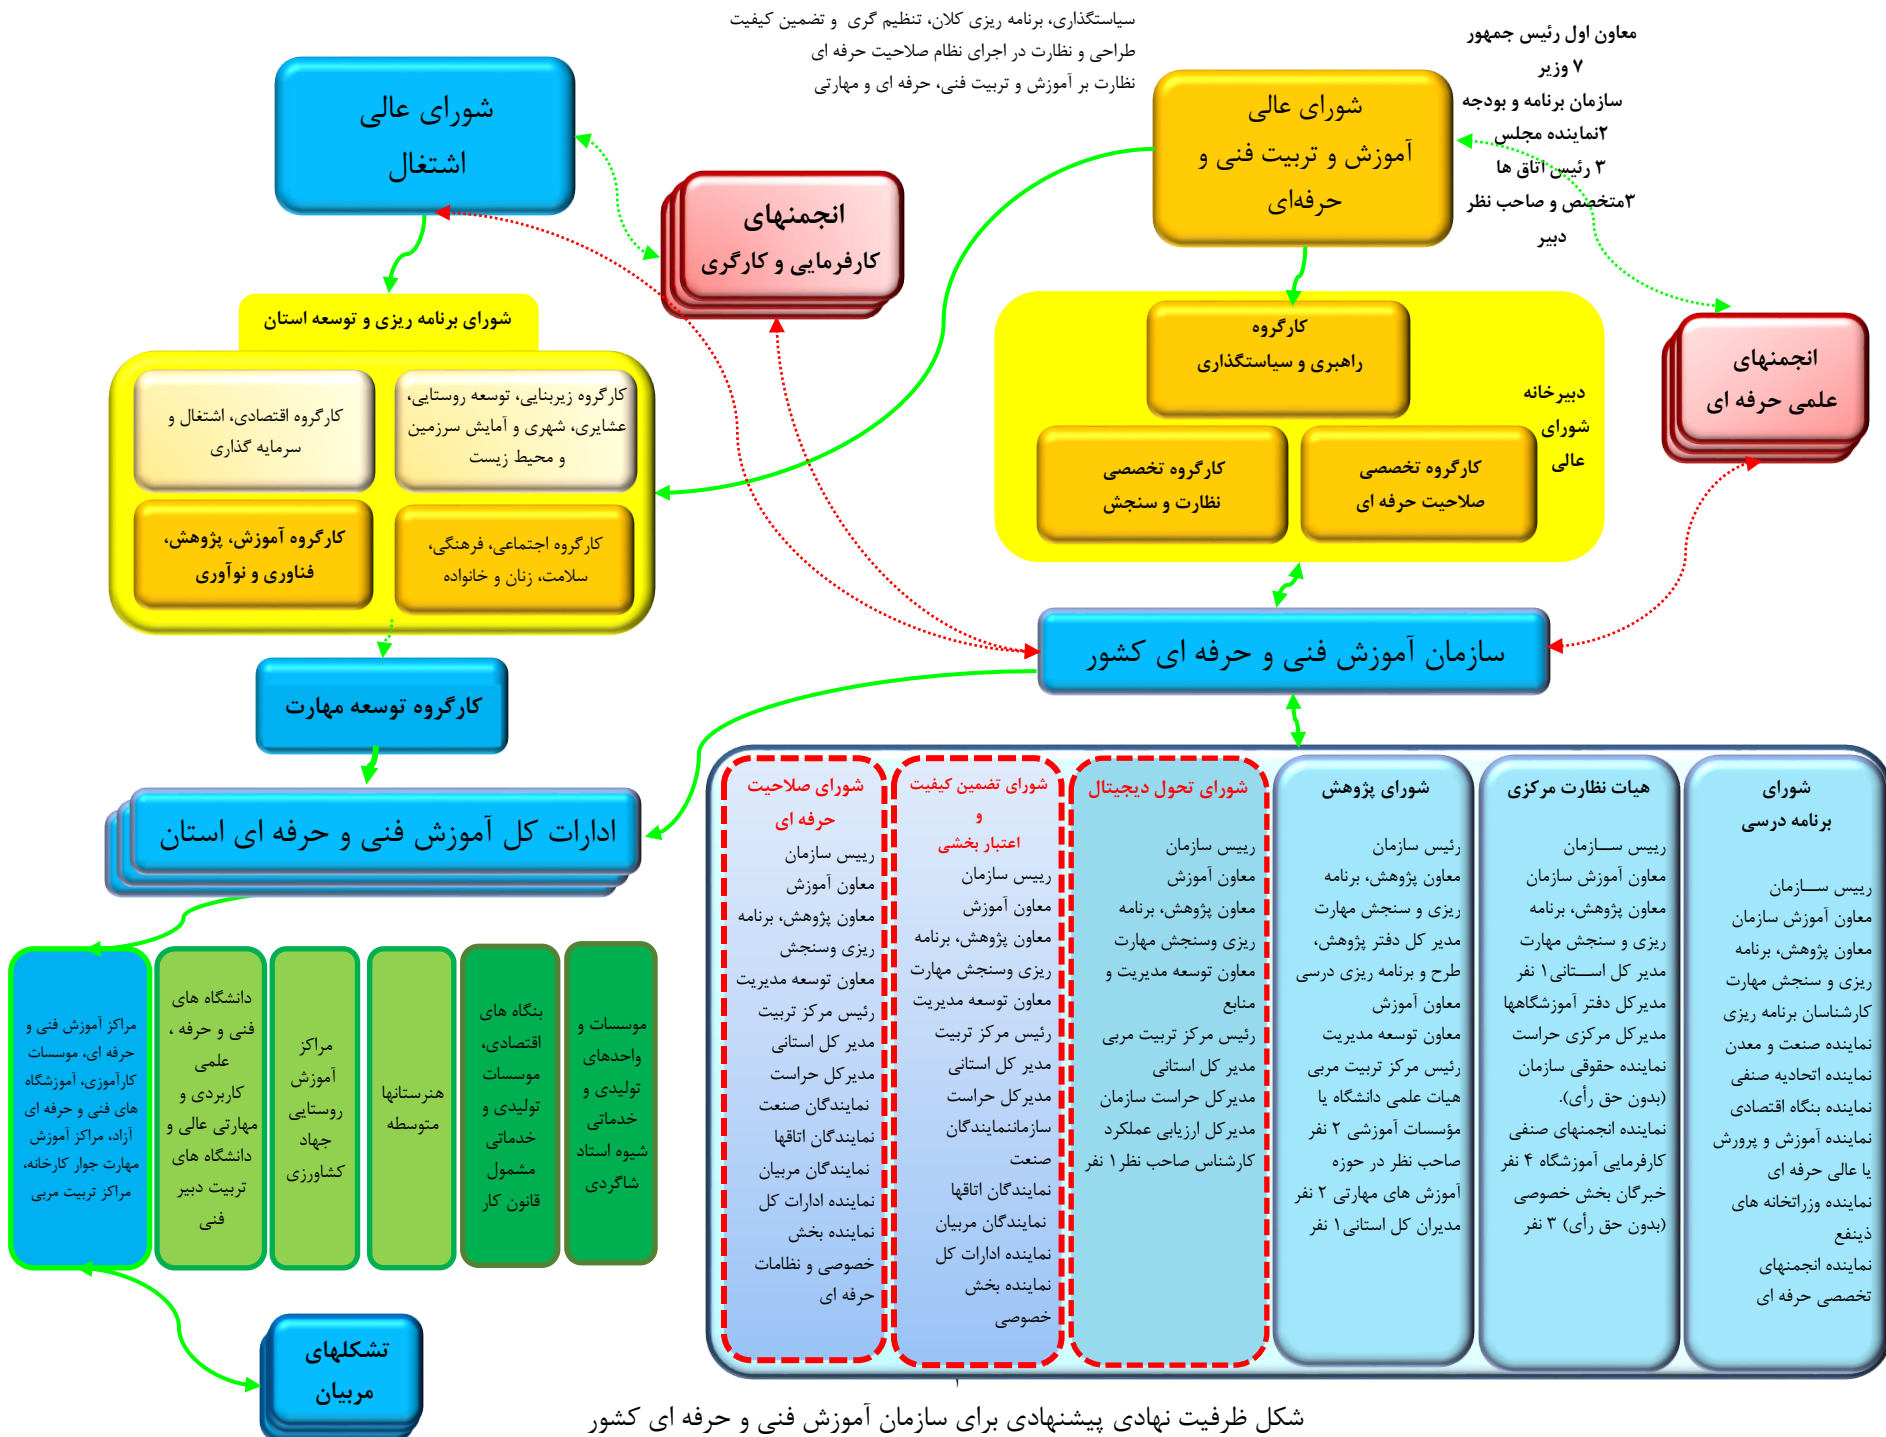 سیاستگذاری، برنامه ریزی کلان، تنظیم گری و تضمین کیفیت
طراحی و نظارت در اجرای نظام صلاحیت حرفه ای
نظارت بر آموزش و تربیت فنی، حرفه ای و مهارتی
معاون اول رئیس جمهور
۷ وزیر
سازمان برنامه و بودجه
۲نماینده مجلس
۳ رئیس اتاق ها
۳متخصص و صاحب نظر
دبیر
شورای عالی
آموزش و تربیت فنی و
حرفه‌ای
شورای عالی
اشتغال
انجمنهای
کارفرمایی و کارگری
انجمنهای
علمی حرفه ای
کارگروه
راهبری و سیاستگذاری
دبیرخانه
شورای
عالی
کارگروه تخصصی
صلاحیت حرفه ای
کارگروه تخصصی
نظارت و سنجش
شورای برنامه ریزی و توسعه استان
کارگروه زیربنایی، توسعه روستایی،
عشایری، شهری و آمایش سرزمین
و محیط زیست
کارگروه اقتصادی، اشتغال و
سرمایه گذاری
کارگروه اجتماعی، فرهنگی،
سلامت، زنان و خانواده
کارگروه آموزش، پژوهش،
فناوری و نوآوری
سازمان آموزش فنی و حرفه ای کشور
کارگروه توسعه مهارت
ادارات کل آموزش فنی و حرفه ای استان
شورای
برنامه درسی
رییس ســازمان
معاون آموزش سازمان
معاون پژوهش، برنامه
ریزی و سنجش مهارت
کارشناسان برنامه ریزی
نماینده صنعت و معدن
نماینده اتحادیه صنفی
نماینده بنگاه اقتصادی
نماینده آموزش و پرورش
یا عالی حرفه ای
نماینده وزراتخانه های
ذینفع
نماینده انجمنهای
تخصصی حرفه ای
هیات نظارت مرکزی
رییس ســازمان
معاون آموزش سازمان
معاون پژوهش، برنامه
ریزی و سنجش مهارت
مدیر کل اســتانی۱ نفر
مدیرکل دفتر آموزشگاهها
مدیرکل مرکزی حراست
نماینده حقوقی سازمان
(بدون حق رأی).
نماینده انجمنهای صنفی
کارفرمایی آموزشگاه ۴ نفر
خبرگان بخش خصوصی
(بدون حق رأی) ۳ نفر
شورای پژوهش
رئیس سازمان
معاون پژوهش، برنامه
ریزی و سنجش مهارت
مدیر کل دفتر پژوهش،
طرح و برنامه ریزی درسی
معاون آموزش
معاون توسعه مدیریت
رئیس مرکز تربیت مربی
هیات علمی دانشگاه یا
مؤسسات آموزشی ۲ نفر
صاحب نظر در حوزه
آموزش های مهارتی ۲ نفر
مدیران کل استانی۱ نفر
شورای تحول دیجیتال
رییس سازمان
معاون آموزش
معاون پژوهش، برنامه
ریزی وسنجش مهارت
معاون توسعه مدیریت و
منابع
رئیس مرکز تربیت مربی
مدیر کل استانی
مدیرکل حراست سازمان
مدیرکل ارزیابی عملکرد
کارشناس صاحب نظر۱ نفر
شورای تضمین کیفیت
و
اعتبار بخشی
رییس سازمان
معاون آموزش
معاون پژوهش، برنامه
ریزی وسنجش مهارت
معاون توسعه مدیریت
رئیس مرکز تربیت
مدیر کل استانی
مدیرکل حراست
سازماننمایندگان
صنعت
نمایندگان اتاقها
نمایندگان مربیان
نماینده ادارات کل
نماینده بخش
خصوصی
شورای صلاحیت
حرفه ای
رییس سازمان
معاون آموزش
معاون پژوهش، برنامه
ریزی وسنجش
معاون توسعه مدیریت
رئیس مرکز تربیت
مدیر کل استانی
مدیرکل حراست
نمایندگان صنعت
نمایندگان اتاقها
نمایندگان مربیان
نماینده ادارات کل
نماینده بخش
خصوصی و نظامات
حرفه ای
موسسات و
واحدهای
تولیدی و
خدماتی
شیوه استاد
شاگردی
بنگاه های
اقتصادی،
موسسات
تولیدی و
خدماتی
مشمول
قانون کار
هنرستانها
متوسطه
مراکز
آموزش
روستایی
جهاد
کشاورزی
دانشگاه های
فنی و حرفه ،
علمی
کاربردی و
مهارتی عالی و
دانشگاه های
تربیت دبیر
فنی
مراکز آموزش فنی و
حرفه ای، موسسات
کارآموزی، آموزشگاه
های فنی و حرفه ای
آزاد، مراکز آموزش
مهارت جوار کارخانه،
مراکز تربیت مربی
تشکلهای
مربیان
شکل ظرفیت نهادی پیشنهادی برای سازمان آموزش فنی و حرفه ای کشور